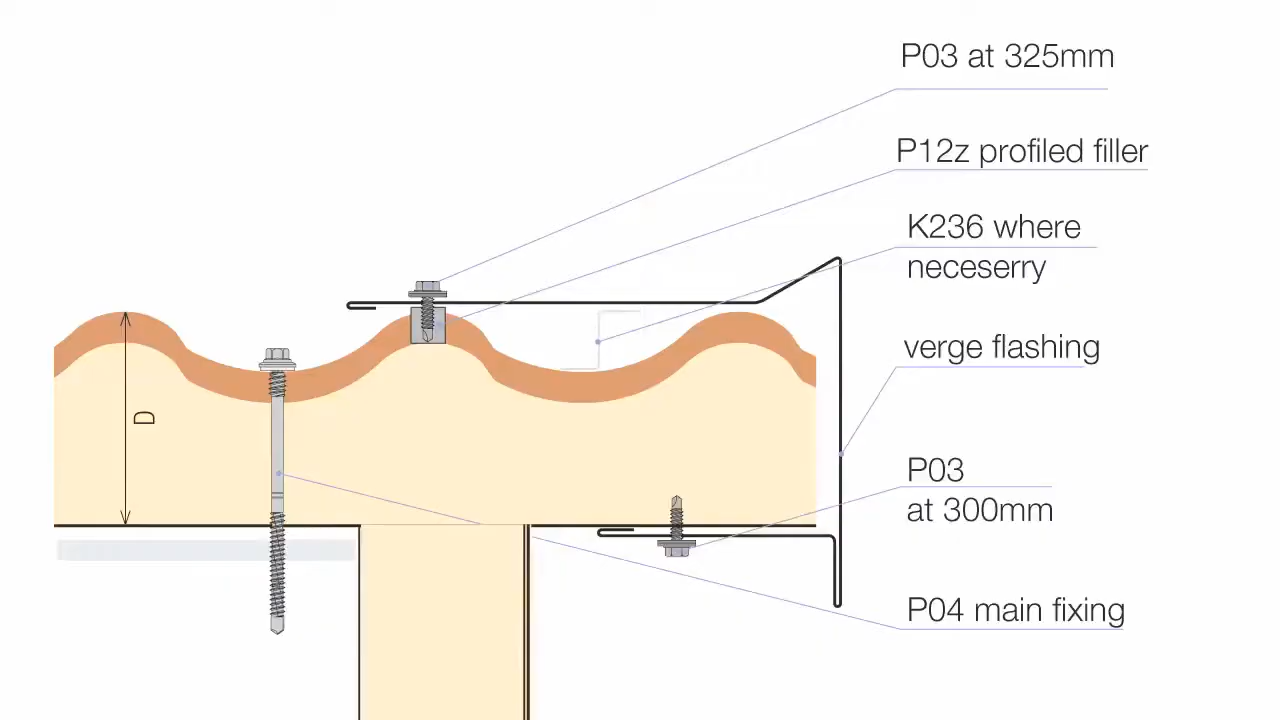 P03 at 325mm
P12z profiled filler
K236 where
neceserry
verge flashing
D
P03
at 300mm
P04 main fixing